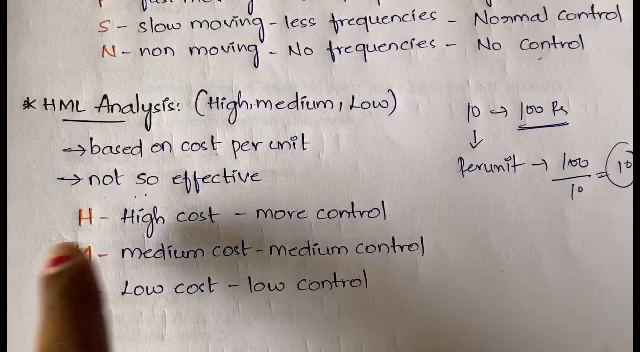 S - slow moving - less frequencies - Normal control
N - non moving - No frequencies - No control
* HML Analysis: (High, medium, Low)
→ based on cost per unit
→ not so effective
H - High cost - more control
M - medium cost - medium control
Low cost - low control
10 → 100 Rs
↓
Per unit → 100/10 = 10